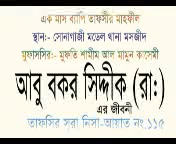 এক মাস ব্যাপি তাফসীর মাহফীল
স্থান:- সোনাগাজী মডেল থানা মসজিদ
মুফাসসির:- মুফতি শামীম আল মামুন কাসেমী
আবু বকর সিদ্দীক (রা:)
এর জীবনী
তাফসির সুরা নিসা-আয়াত নং.১১৫